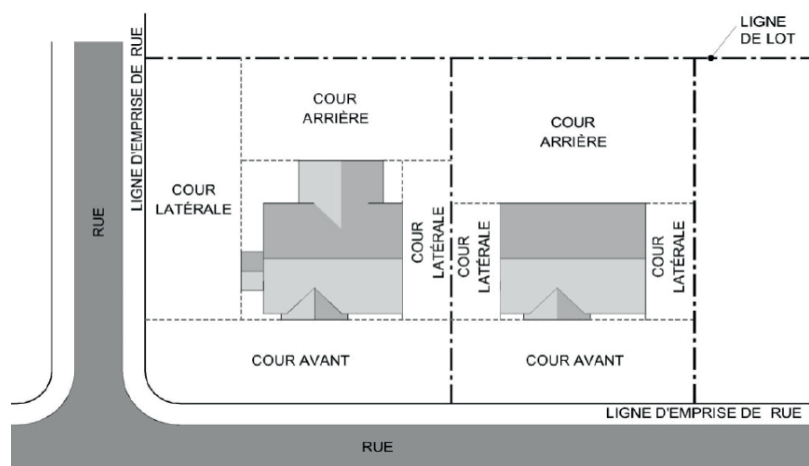 LIGNE
DE LOT
LIGNE D'EMPRISE DE RUE
COUR
ARRIÈRE
COUR
ARRIÈRE
COUR
LATÉRALE
RUE
COUR
LATÉRALE
COUR
LATÉRALE
COUR
LATÉRALE
COUR AVANT
COUR AVANT
LIGNE D'EMPRISE DE RUE
RUE